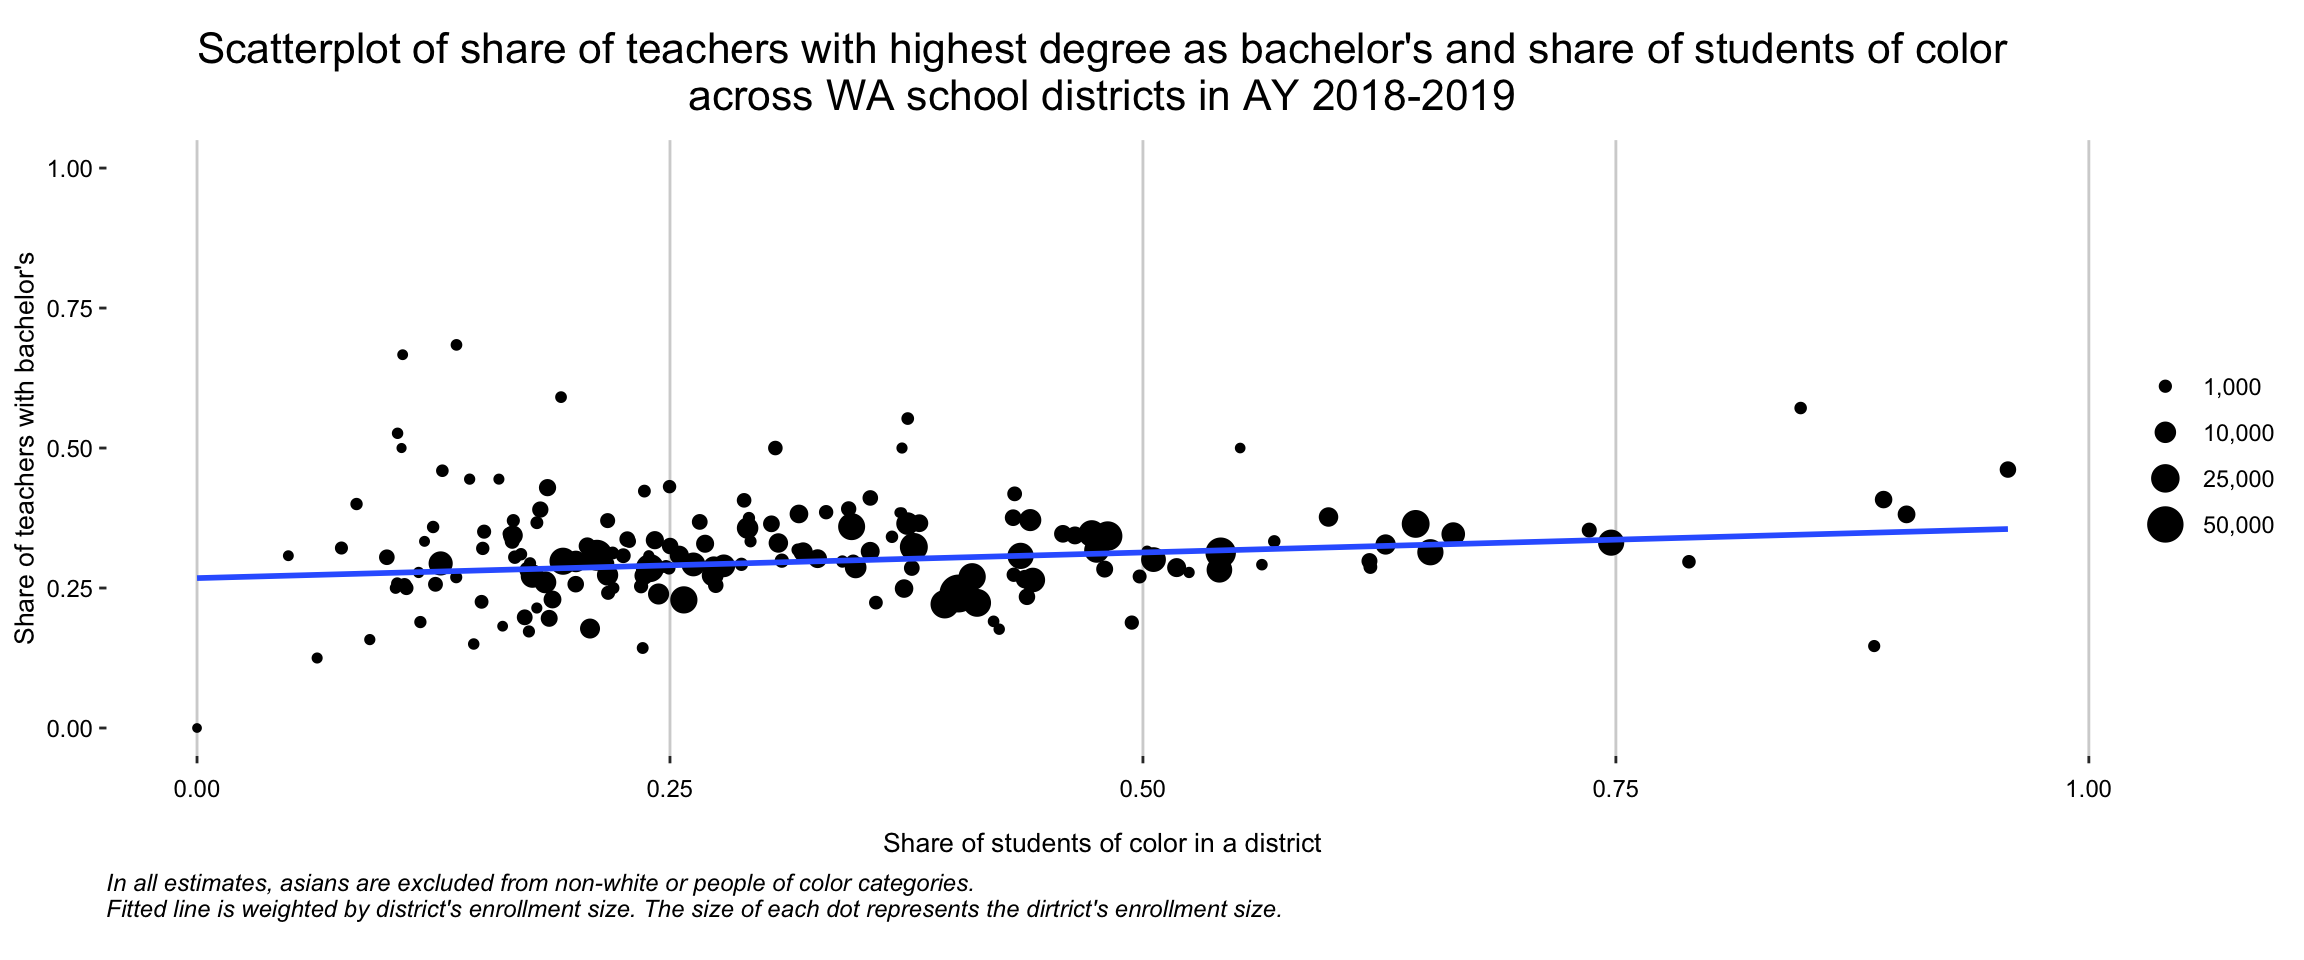 Scatterplot of share of teachers with highest degree as bachelor's and share of students of color
across WA school districts in AY 2018-2019
Share of teachers with bachelor's
1.00
0.75
0.50
0.25
0.00
0.00 0.25 0.50 0.75 1.00
Share of students of color in a district
1,000
10,000
25,000
50,000
In all estimates, asians are excluded from non-white or people of color categories.
Fitted line is weighted by district's enrollment size. The size of each dot represents the dirtrict's enrollment size.